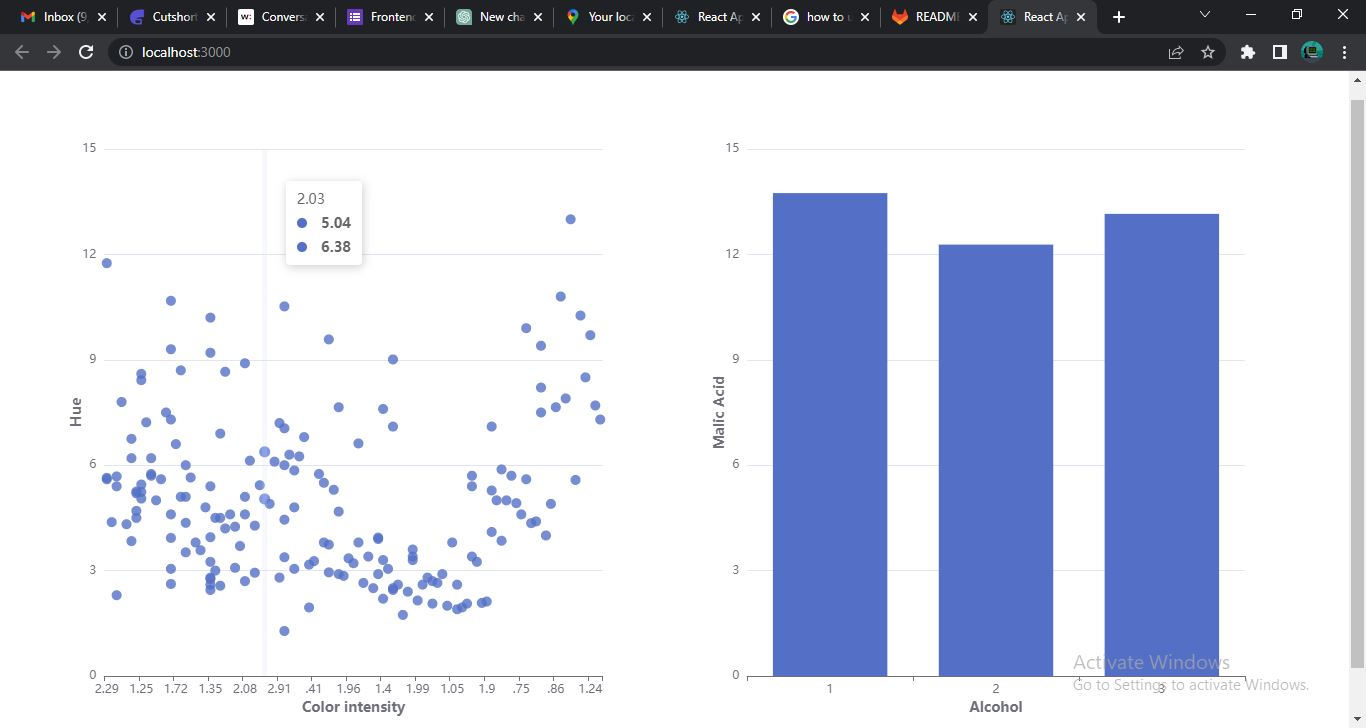 Inbox (9,
Cutshort
Convers
Frontend
New cha
Your loc
React Ap
how to u
README
React Ap
localhost:3000
15
12
9
6
3
0
Hue
2.03
5.04
6.38
2.29 1.25 1.72 1.35 2.08 2.91 .41 1.96 1.4 1.99 1.05 1.9 .75 .86 1.24
Color intensity
15
12
9
6
3
0
Malic Acid
1 2 3
Alcohol
Activate Windows
Go to Settings to activate Windows.